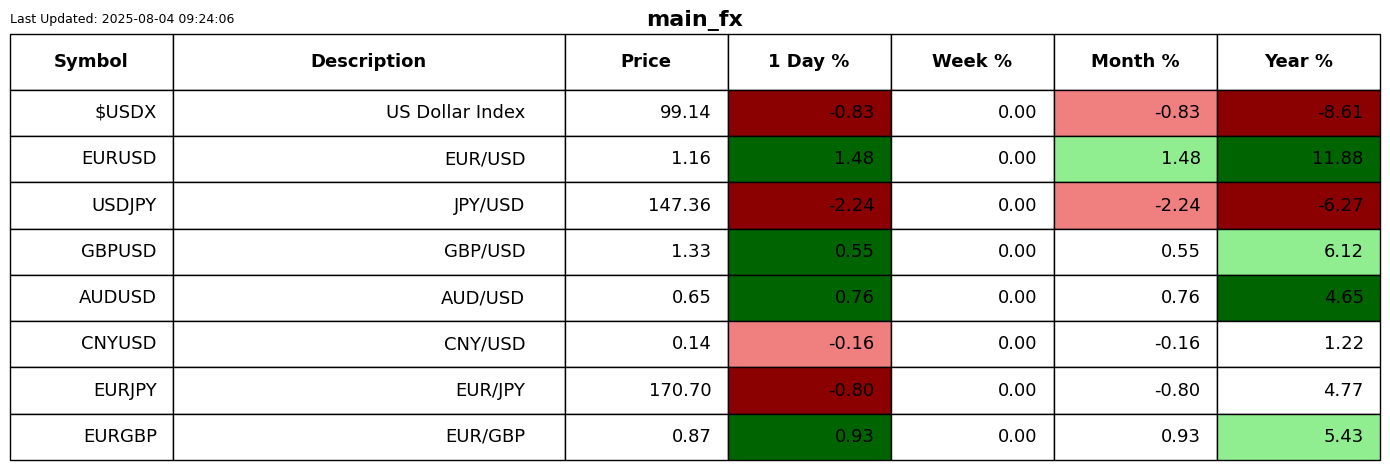 Last Updated: 2025-08-04 09:24:06
main_fx
Symbol Description Price 1 Day % Week % Month % Year %
$USDX US Dollar Index 99.14 -0.83 0.00 -0.83 -8.61
EURUSD EUR/USD 1.16 1.48 0.00 1.48 11.88
USDJPY JPY/USD 147.36 -2.24 0.00 -2.24 -6.27
GBPUSD GBP/USD 1.33 0.55 0.00 0.55 6.12
AUDUSD AUD/USD 0.65 0.76 0.00 0.76 4.65
CNYUSD CNY/USD 0.14 -0.16 0.00 -0.16 1.22
EURJPY EUR/JPY 170.70 -0.80 0.00 -0.80 4.77
EURGBP EUR/GBP 0.87 0.93 0.00 0.93 5.43